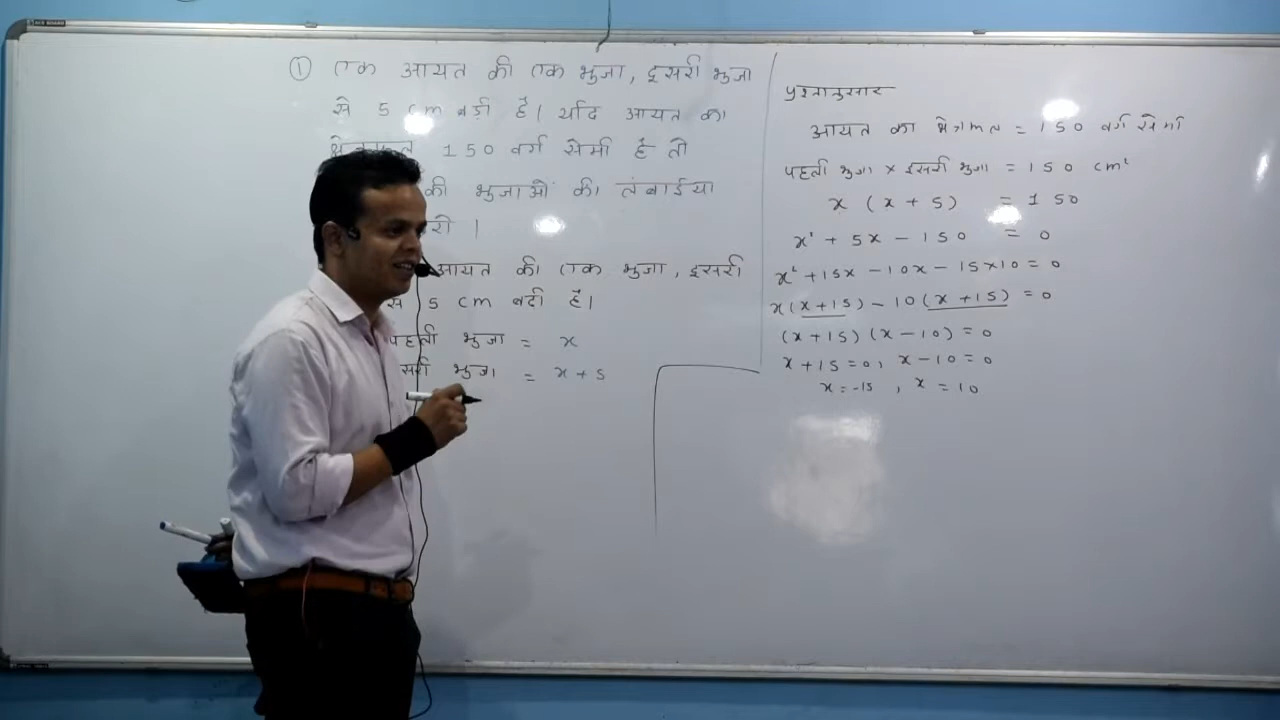 ① एक आयत की एक भुजा, दूसरी भुजा
से 5 cm बड़ी है। यदि आयत का
150 वर्ग सेमी है तो
की भुजाओं की लंबाईया
आयत की एक भुजा, दूसरी
से 5 cm बड़ी है।
पहली भुजा = x
सरी भुजा = x + 5
प्रश्नानुसार
आयत का क्षेत्रफल = 150 वर्ग सेमी
पहली भुजा × दूसरी भुजा = 150 cm²
x (x + 5) = 150
x² + 5x - 150 = 0
x² + 15x - 10x - 15×10 = 0
x(x+15) - 10(x+15) = 0
(x+15)(x-10) = 0
x+15=0, x-10=0
x=-15, x=10